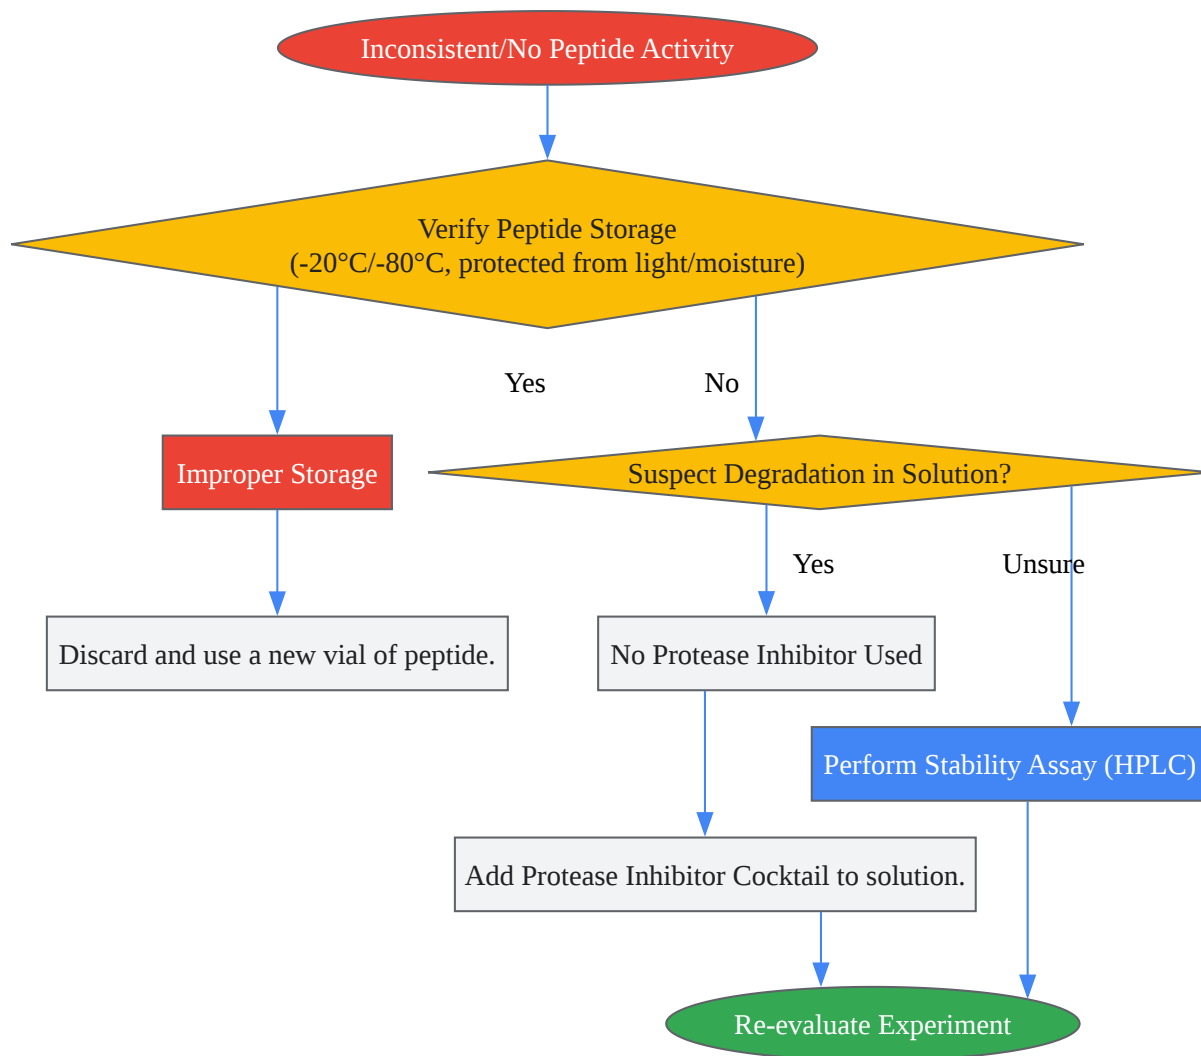 Inconsistent/No Peptide Activity
Verify Peptide Storage
(-20°C/-80°C, protected from light/moisture)
Yes
No
Improper Storage
Suspect Degradation in Solution?
Yes
Unsure
Discard and use a new vial of peptide.
No Protease Inhibitor Used
Perform Stability Assay (HPLC)
Add Protease Inhibitor Cocktail to solution.
Re-evaluate Experiment